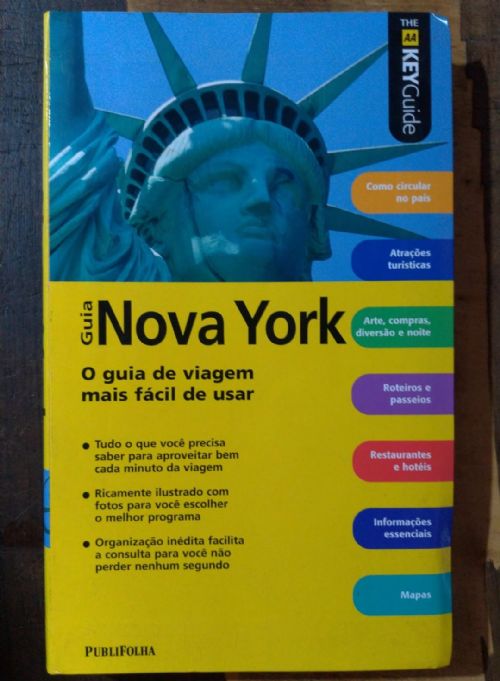 THE
AA
KEYGuide
Como circular
no país
Atrações
turísticas
Guia
Nova York
Arte, compras,
diversão e noite
O guia de viagem
mais fácil de usar
Roteiros e
passeios
• Tudo o que você precisa
saber para aproveitar bem
cada minuto da viagem
Restaurantes
e hotéis
• Ricamente ilustrado com
fotos para você escolher
o melhor programa
Informações
essenciais
• Organização inédita facilita
a consulta para você não
perder nenhum segundo
Mapas
PUBLIFOLHA